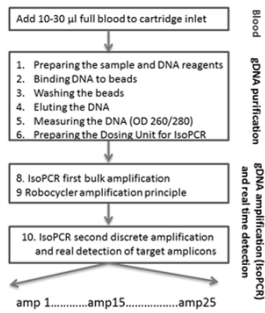 Add 10-30 µl full blood to cartridge inlet
Blood
1. Preparing the sample and DNA reagents
2. Binding DNA to beads
3. Washing the beads
4. Eluting the DNA
5. Measuring the DNA (OD 260/280)
6. Preparing the Dosing Unit for IsoPCR
gDNA purification
8. IsoPCR first bulk amplification
9 Robocycler amplification principle
10. IsoPCR second discrete amplification
and real detection of target amplicons
gDNA amplification (IsoPCR)
and real time detection
amp 1............amp15.................amp25